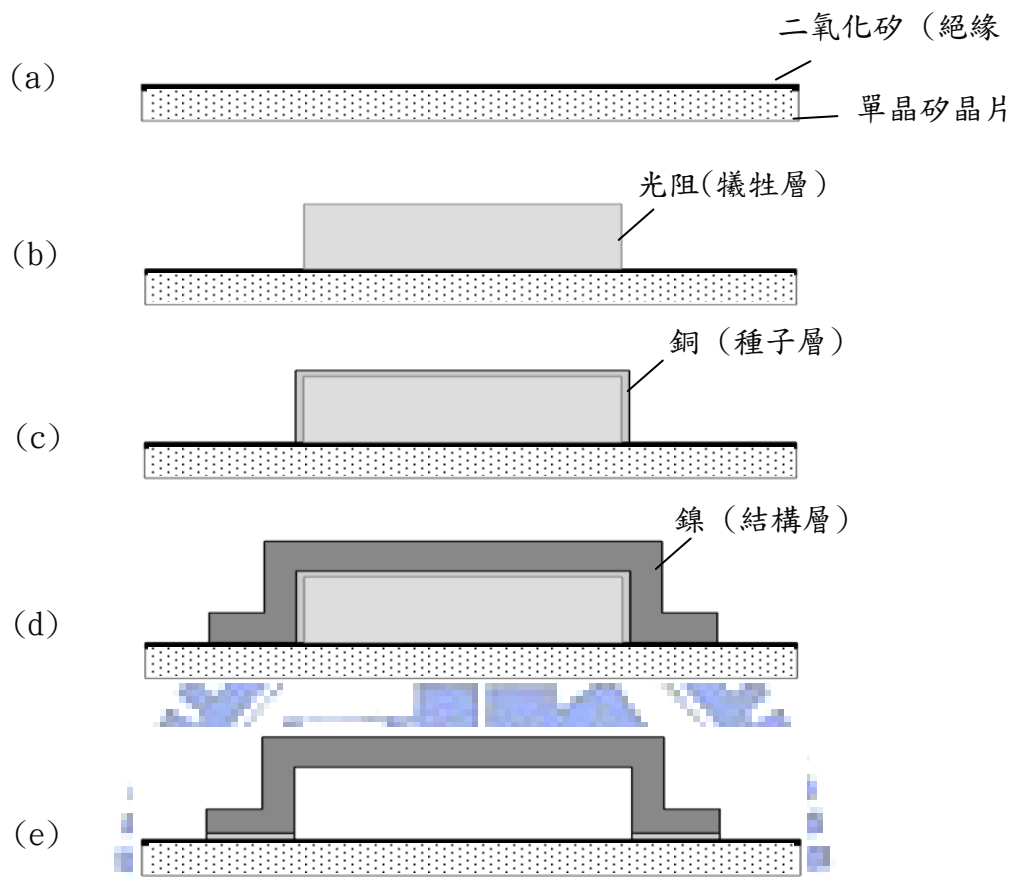 二氧化矽（絕緣
(a)
單晶矽晶片
光阻(犧牲層)
(b)
銅（種子層）
(c)
鎳（結構層）
(d)
(e)